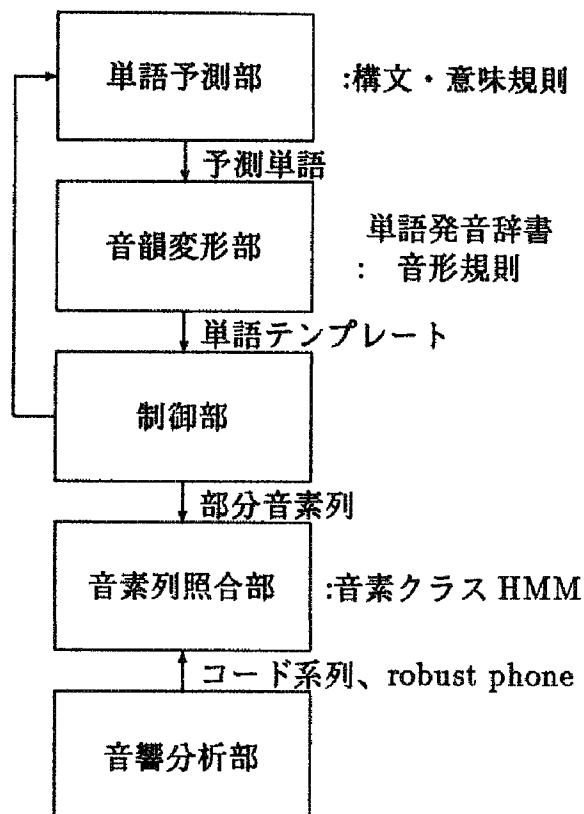 単語予測部 :構文・意味規則
予測単語
音韻変形部
単語発音辞書
: 音形規則
単語テンプレート
制御部
部分音素列
音素列照合部 :音素クラス HMM
コード系列、robust phone
音響分析部